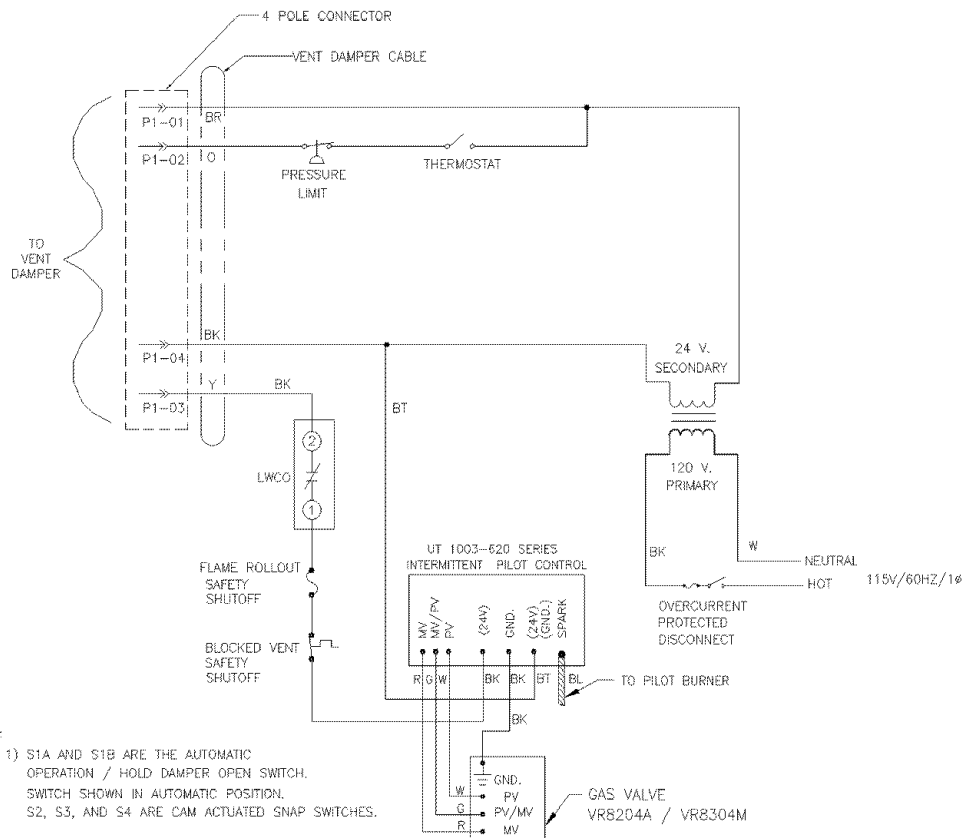 4 POLE CONNECTOR
VENT DAMPER CABLE
P1-01
BR
P1-02
O
PRESSURE
LIMIT
THERMOSTAT
TO
VENT
DAMPER
BK
P1-04
Y
BK
P1-03
BT
24 V.
SECONDARY
120 V.
PRIMARY
2
LWCO
1
BK
W
NEUTRAL
HOT
115V/60HZ/1ø
OVERCURRENT
PROTECTED
DISCONNECT
FLAME ROLLOUT
SAFETY
SHUTOFF
BLOCKED VENT
SAFETY
SHUTOFF
UT 1003-620 SERIES
INTERMITTENT PILOT CONTROL
MV
MV/PV
PV
(24V)
GND.
(24V)
(GND.)
SPARK
R G W BK BK BT BL
TO PILOT BURNER
BK
1) S1A AND S1B ARE THE AUTOMATIC
OPERATION / HOLD DAMPER OPEN SWITCH.
SWITCH SHOWN IN AUTOMATIC POSITION.
S2, S3, AND S4 ARE CAM ACTUATED SNAP SWITCHES.
GND.
W PV
G PV/MV
R MV
GAS VALVE
VR8204A / VR8304M